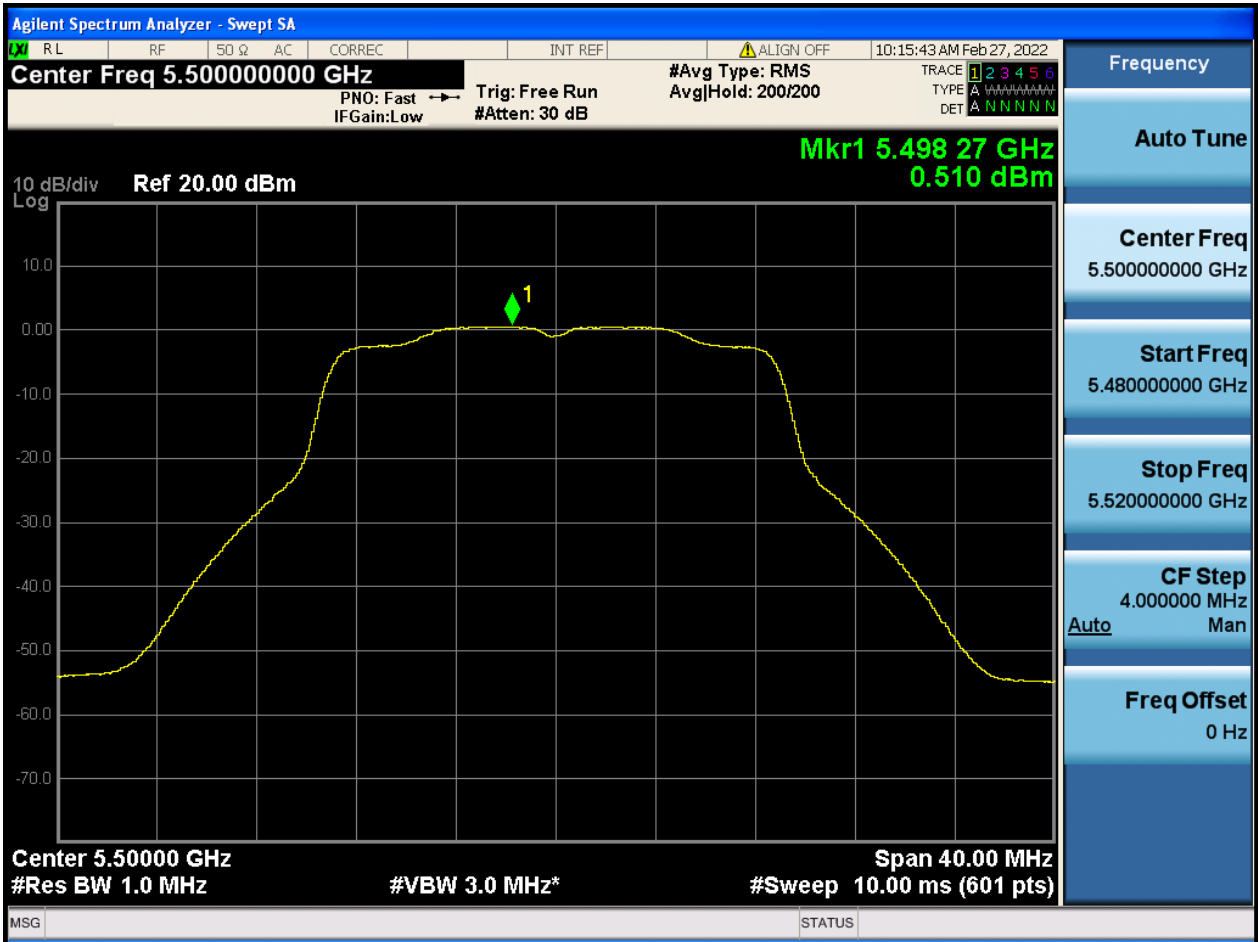 Agilent Spectrum Analyzer - Swept SA
LXI RL RF 50 Ω AC CORREC INT REF ALIGN OFF 10:15:43 AM Feb 27, 2022
Center Freq 5.500000000 GHz
PNO: Fast
IFGain:Low
Trig: Free Run
#Atten: 30 dB
#Avg Type: RMS
Avg|Hold: 200/200
TRACE 1 2 3 4 5 6
TYPE A WWWWW
DET A N N N N N
Mkr1 5.498 27 GHz
0.510 dBm
10 dB/div Ref 20.00 dBm
Log
10.0
0.00
-10.0
-20.0
-30.0
-40.0
-50.0
-60.0
-70.0
1
Center 5.50000 GHz Span 40.00 MHz
#Res BW 1.0 MHz #VBW 3.0 MHz* #Sweep 10.00 ms (601 pts)
MSG STATUS
Frequency
Auto Tune
Center Freq
5.500000000 GHz
Start Freq
5.480000000 GHz
Stop Freq
5.520000000 GHz
CF Step
4.000000 MHz
Auto Man
Freq Offset
0 Hz